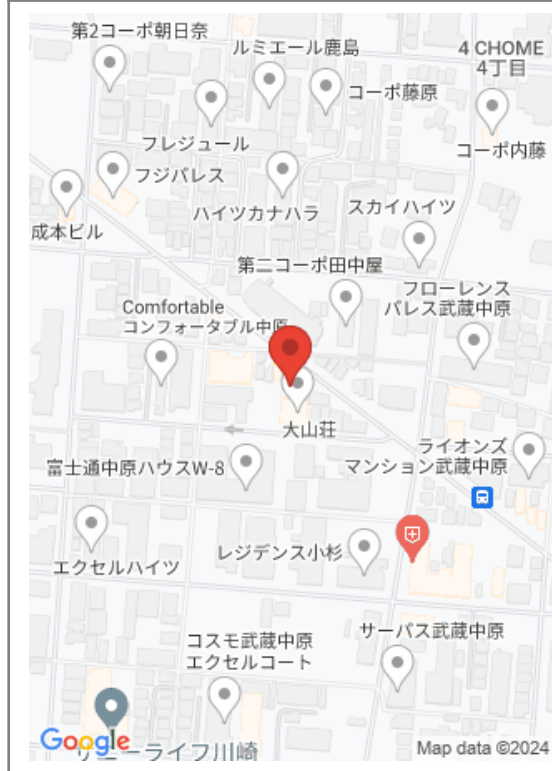 第2コーポ朝日奈
ルミエール鹿島
4 CHOME
4丁目
コーポ藤原
フレジュール
コーポ内藤
フジパレス
ハイツカナハラ
スカイハイツ
成本ビル
第二コーポ田中屋
フローレンス
パレス武蔵中原
Comfortable
コンフォータブル中原
大山荘
ライオンズ
マンション武蔵中原
富士通中原ハウスW-8
レジデンス小杉
エクセルハイツ
サーパス武蔵中原
コスモ武蔵中原
エクセルコート
Google
ーライフ川崎
Map data ©2024